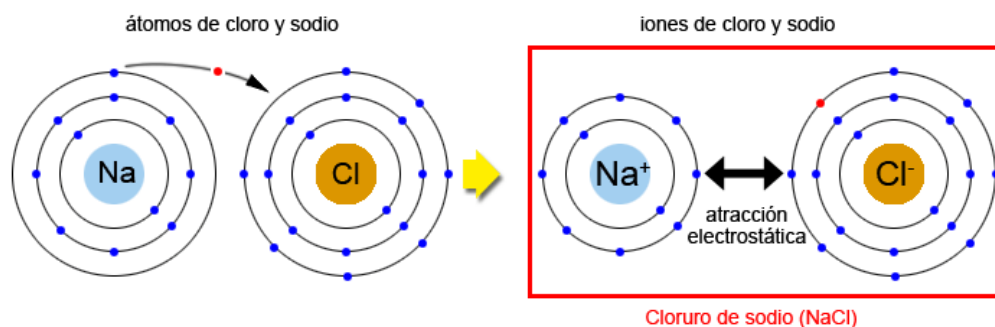 átomos de cloro y sodio
iones de cloro y sodio
Na
Cl
Na⁺
Cl⁻
atracción
electrostática
Cloruro de sodio (NaCl)